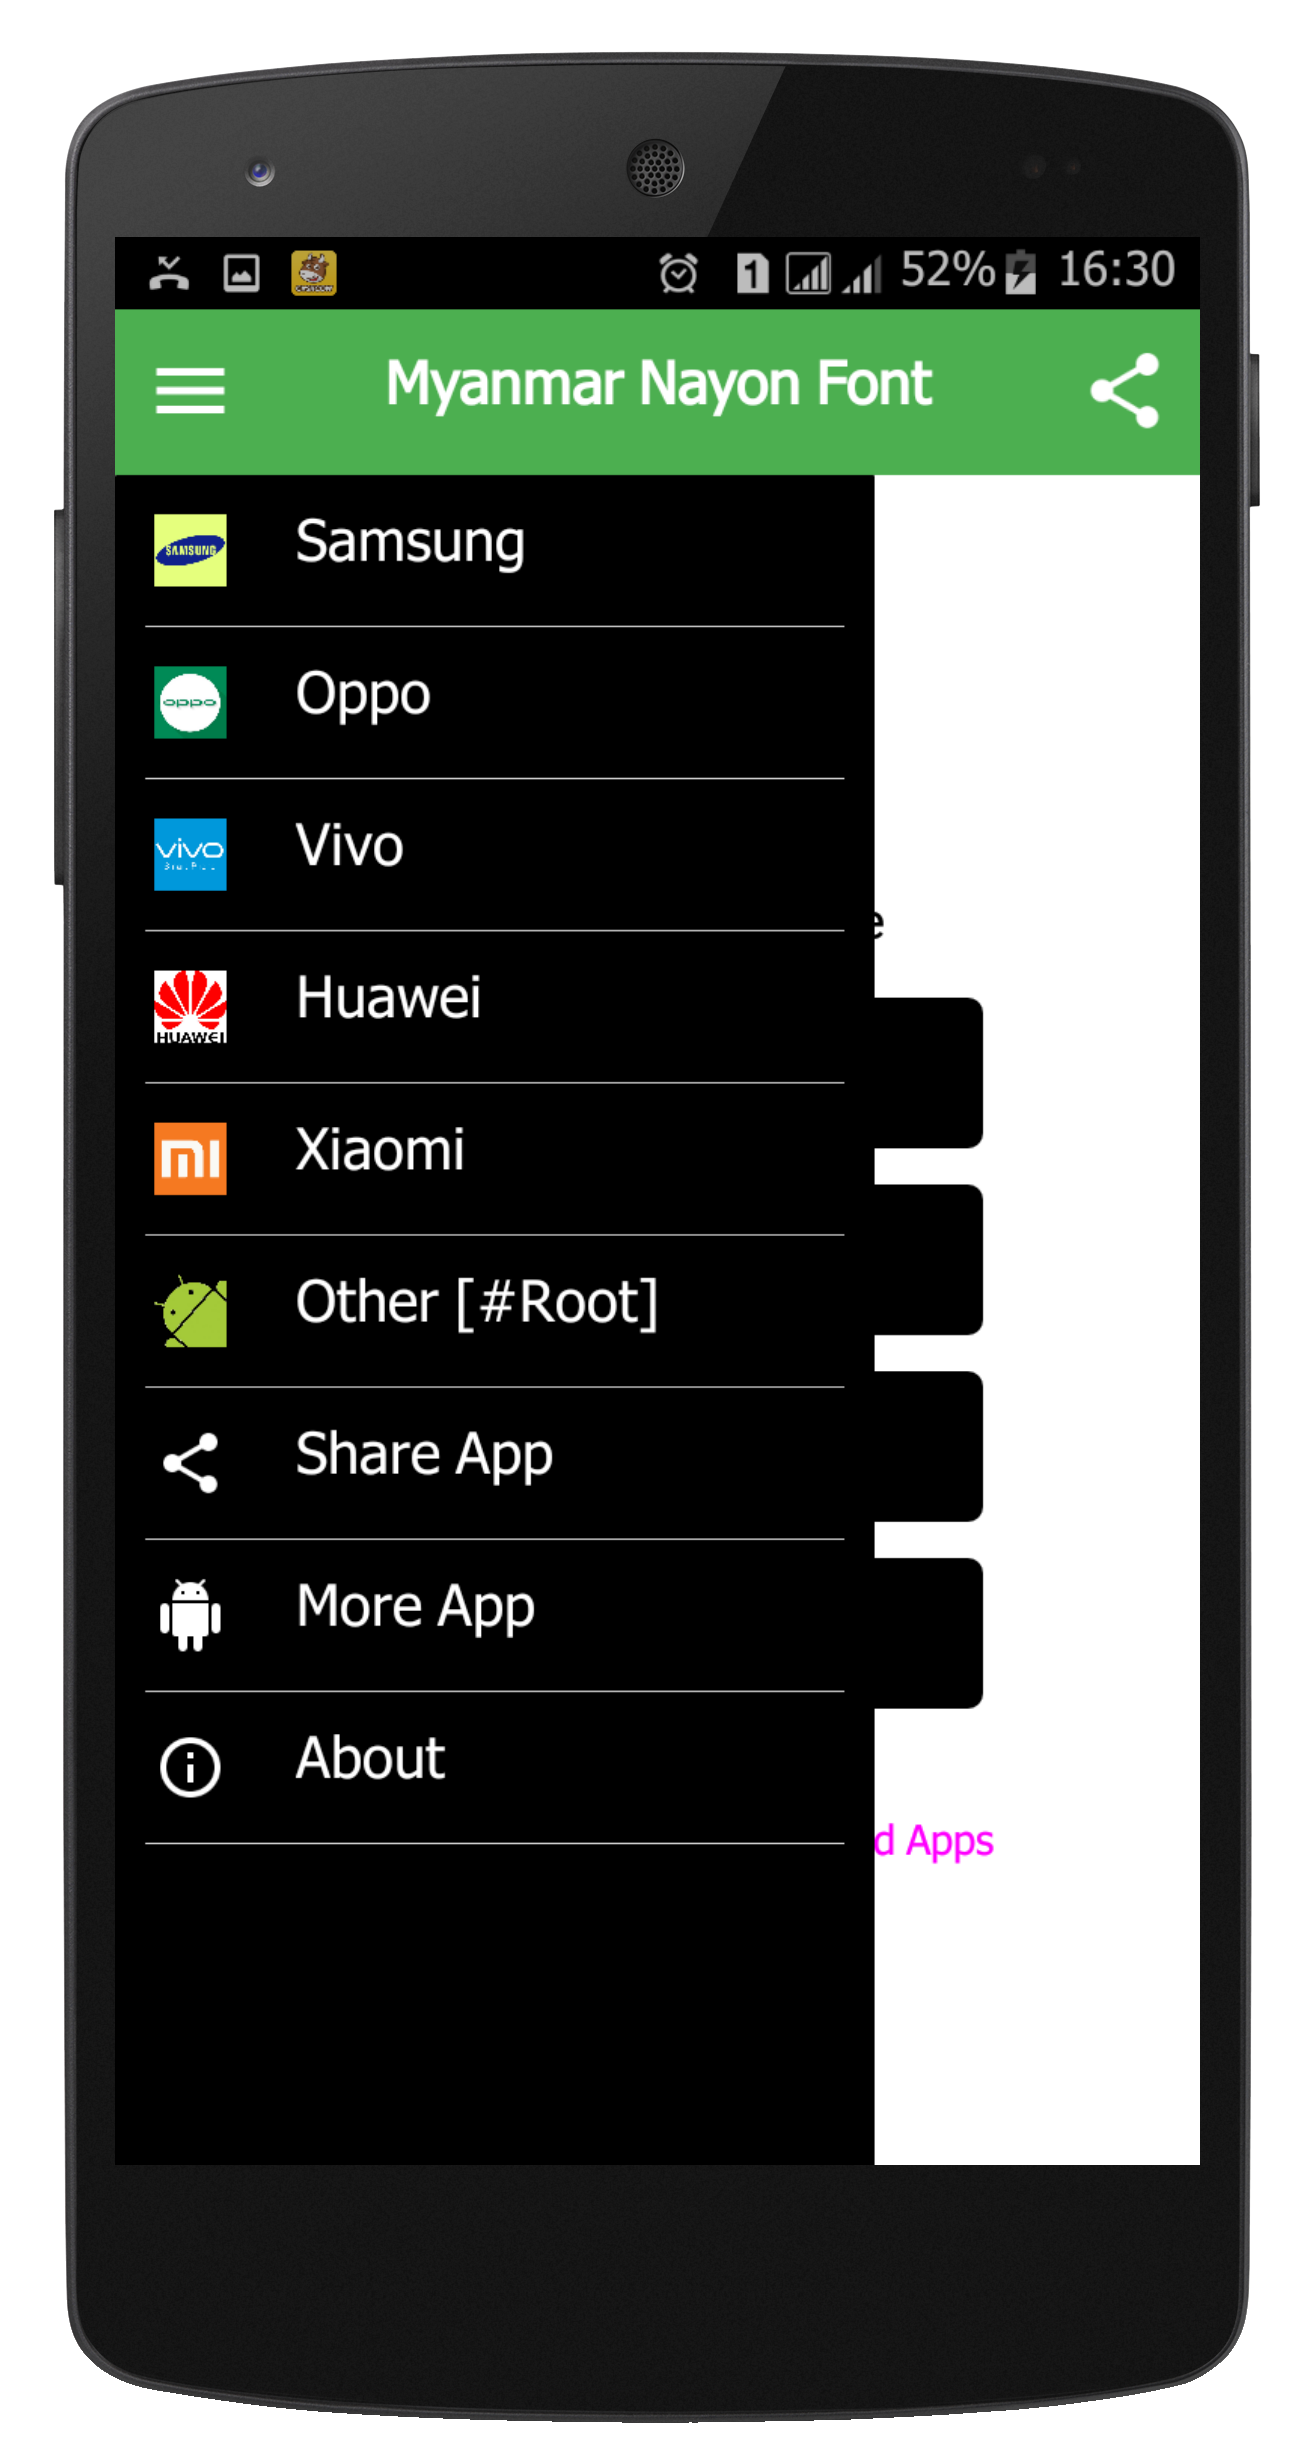 1 52% 16:30
Myanmar Nayon Font
SAMSUNG
Samsung
oppo
Oppo
vivo
Vivo
HUAWEI
Huawei
e
mi
Xiaomi
Other [#Root]
Share App
More App
About
d Apps